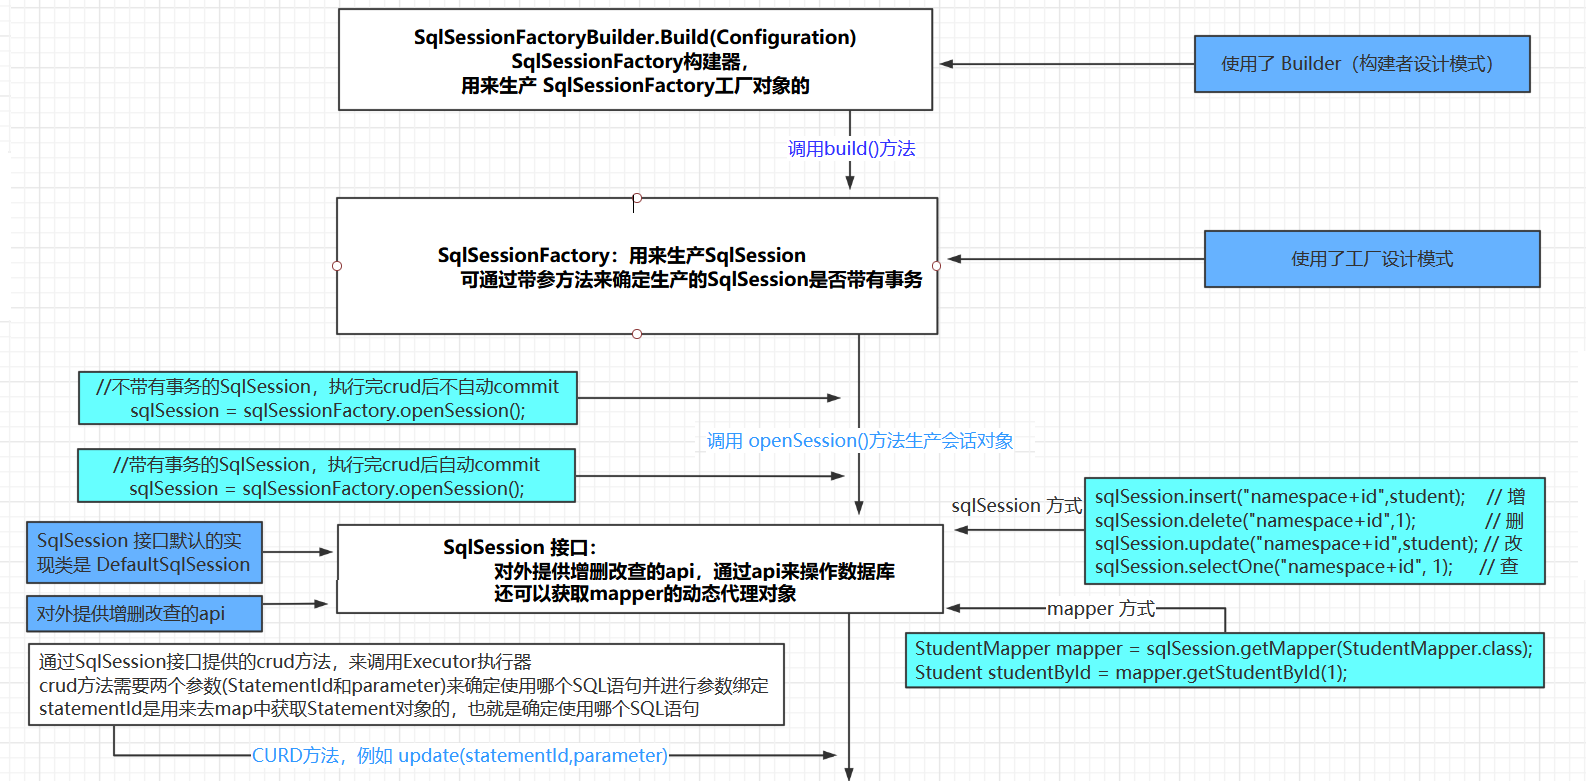 SqlSessionFactoryBuilder.Build(Configuration)
SqlSessionFactory构建器，
用来生产 SqlSessionFactory工厂对象的
使用了 Builder（构建者设计模式）
调用build()方法
SqlSessionFactory：用来生产SqlSession
可通过带参方法来确定生产的SqlSession是否带有事务
使用了工厂设计模式
//不带有事务的SqlSession，执行完crud后不自动commit
sqlSession = sqlSessionFactory.openSession();
调用 openSession()方法生产会话对象
//带有事务的SqlSession，执行完crud后自动commit
sqlSession = sqlSessionFactory.openSession();
sqlSession 方式
sqlSession.insert("namespace+id",student); // 增
sqlSession.delete("namespace+id",1); // 删
sqlSession.update("namespace+id",student); // 改
sqlSession.selectOne("namespace+id", 1); // 查
SqlSession 接口默认的实
现类是 DefaultSqlSession
SqlSession 接口：
对外提供增删改查的api，通过api来操作数据库
还可以获取mapper的动态代理对象
对外提供增删改查的api
mapper 方式
StudentMapper mapper = sqlSession.getMapper(StudentMapper.class);
Student studentById = mapper.getStudentById(1);
通过SqlSession接口提供的crud方法，来调用Executor执行器
crud方法需要两个参数(StatementId和parameter)来确定使用哪个SQL语句并进行参数绑定
statementId是用来去map中获取Statement对象的，也就是确定使用哪个SQL语句
CURD方法，例如 update(statementId,parameter)